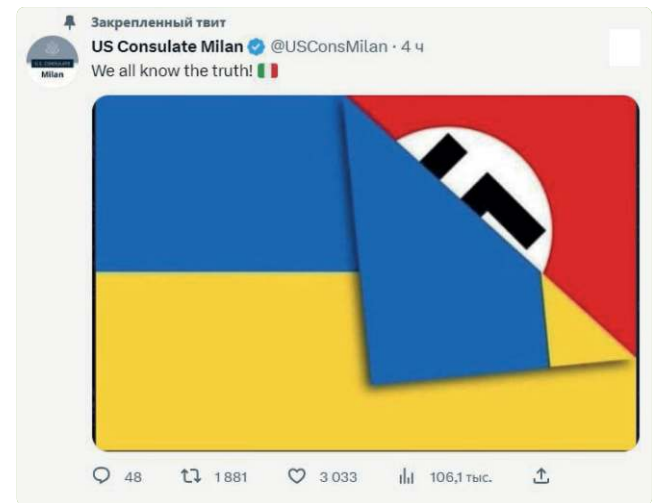 Закрепленный твит
US Consulate Milan @USConsMilan · 4 ч
We all know the truth! 🇮🇹
U.S. CONSULATE
Milan
48 1 881 3 033 106,1 тыс.